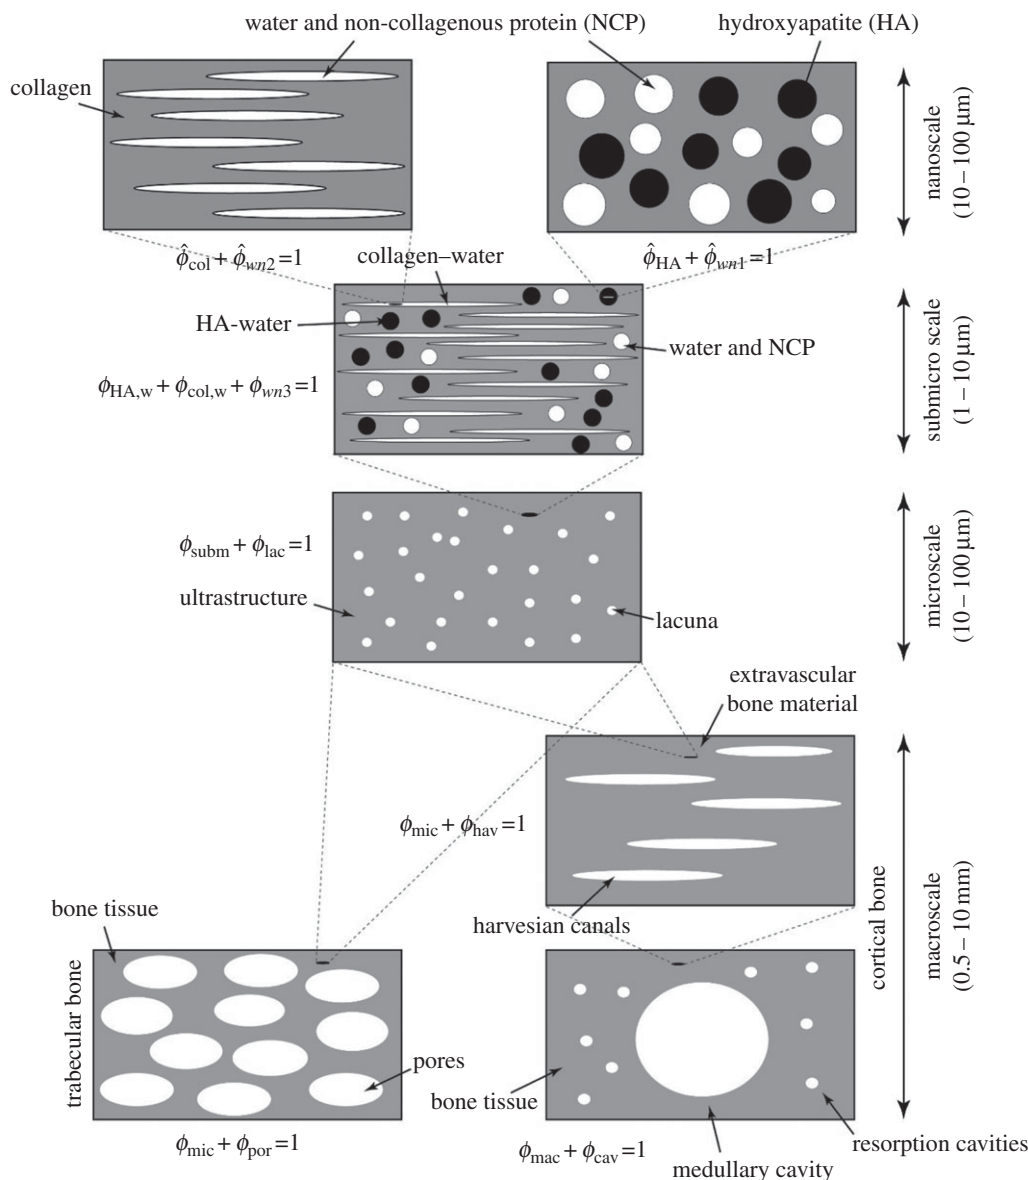 water and non-collagenous protein (NCP)
hydroxyapatite (HA)
collagen
nanoscale
(10 – 100 µm)
ϕ̂col + ϕ̂wn2 = 1
collagen–water
ϕ̂HA + ϕ̂wn1 = 1
HA-water
water and NCP
ϕHA,w + ϕcol,w + ϕwn3 = 1
submicro scale
(1 – 10 µm)
ϕsubm + ϕlac = 1
ultrastructure
lacuna
microscale
(10 – 100 µm)
extravascular
bone material
ϕmic + ϕhav = 1
harvesian canals
cortical bone
macroscale
(0.5 – 10 mm)
bone tissue
trabecular bone
pores
ϕmic + ϕpor = 1
bone tissue
resorption cavities
ϕmac + ϕcav = 1
medullary cavity